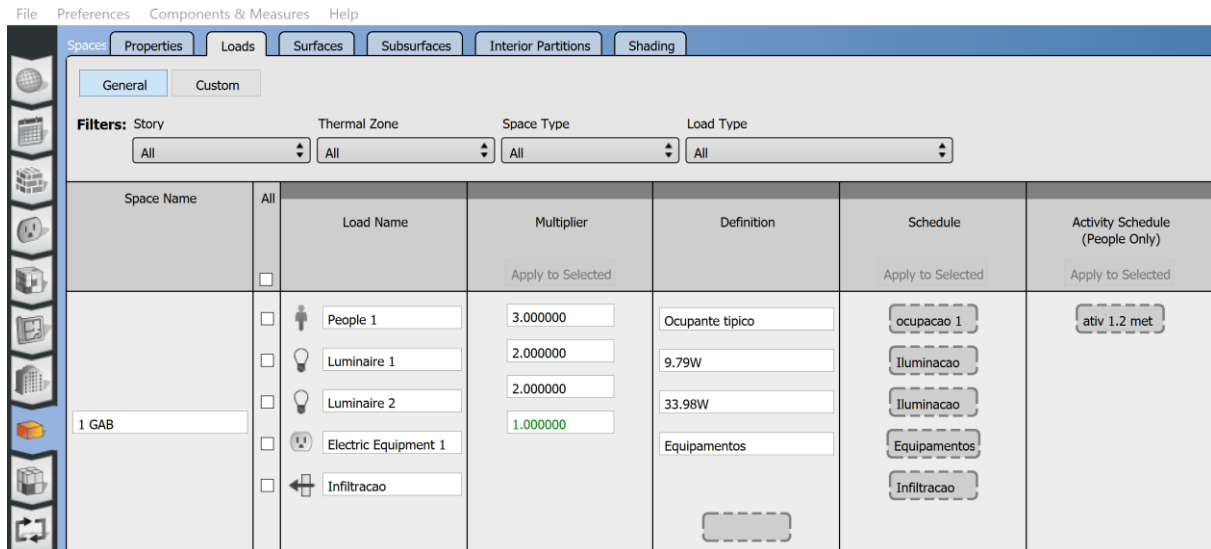 File Preferences Components & Measures Help
Spaces Properties Loads Surfaces Subsurfaces Interior Partitions Shading
General Custom
Filters: Story Thermal Zone Space Type Load Type
All All All All
Space Name All Load Name Multiplier Definition Schedule Activity Schedule
(People Only)
Apply to Selected Apply to Selected Apply to Selected
People 1 3.000000 Ocupante tipico ocupacao 1 ativ 1.2 met
Luminaire 1 2.000000 9.79W Iluminacao
Luminaire 2 2.000000 33.98W Iluminacao
1 GAB
Electric Equipment 1 1.000000 Equipamentos Equipamentos
Infiltracao Infiltracao